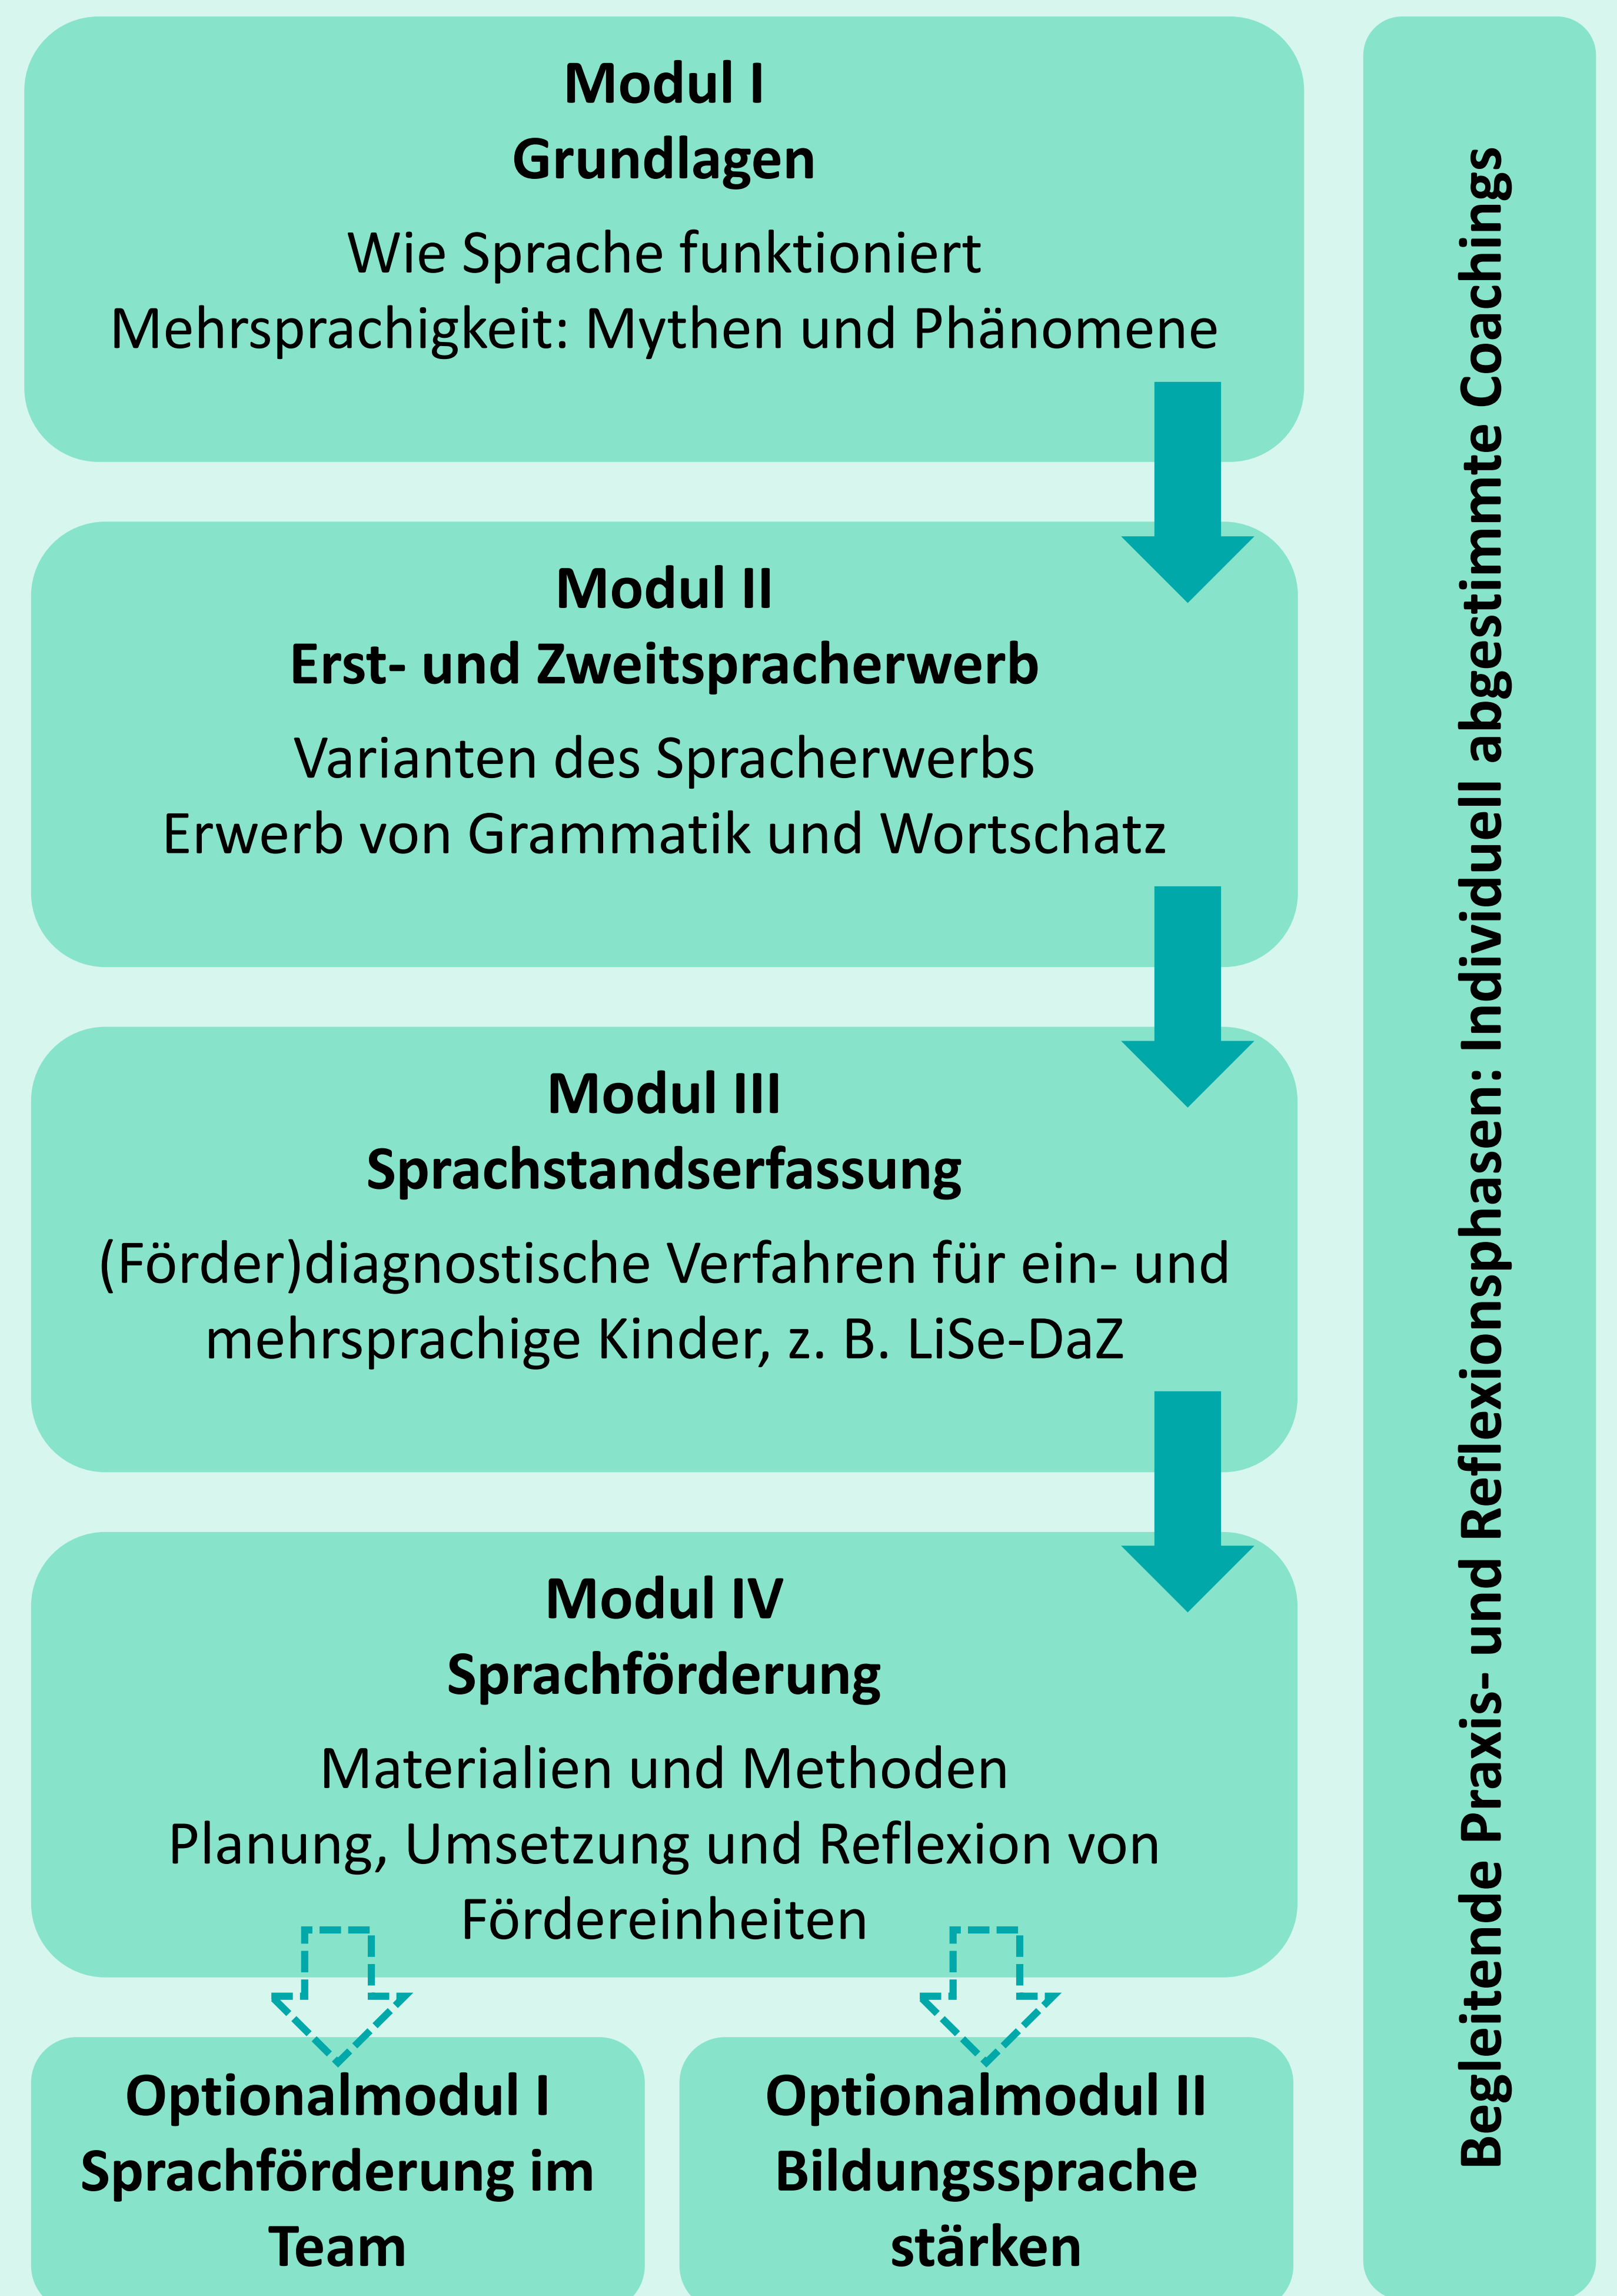 Modul I
Grundlagen
Wie Sprache funktioniert
Mehrsprachigkeit: Mythen und Phänomene
Modul II
Erst- und Zweitspracherwerb
Varianten des Spracherwerbs
Erwerb von Grammatik und Wortschatz
Modul III
Sprachstandserfassung
(Förder)diagnostische Verfahren für ein- und
mehrsprachige Kinder, z. B. LiSe-DaZ
Modul IV
Sprachförderung
Materialien und Methoden
Planung, Umsetzung und Reflexion von
Fördereinheiten
Optionalmodul I
Sprachförderung im
Team
Optionalmodul II
Bildungssprache
stärken
Begleitende Praxis- und Reflexionsphasen: Individuell abgestimmte Coachings